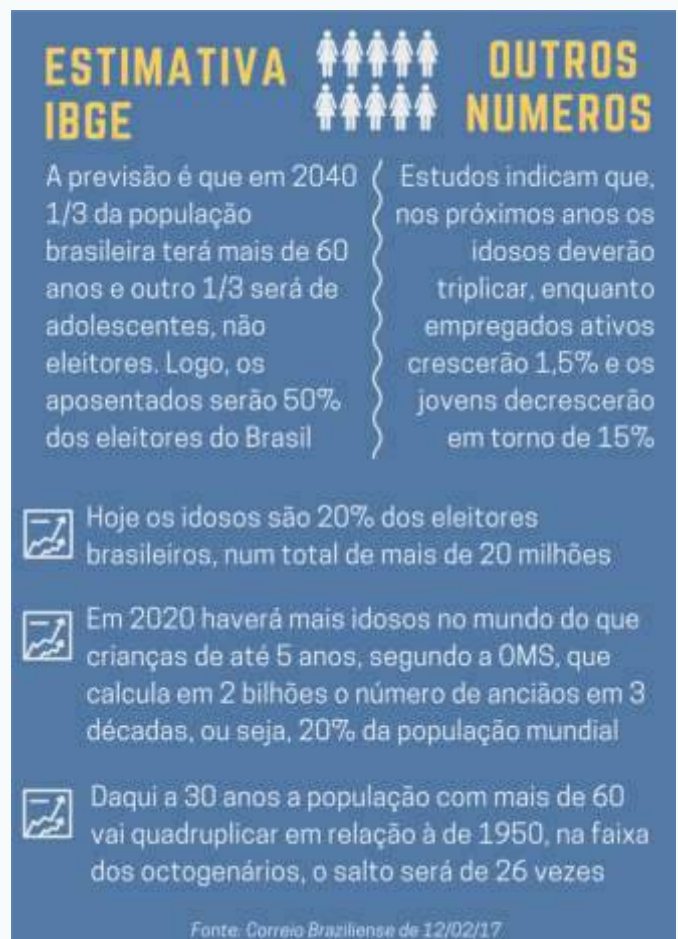 ESTIMATIVA
IBGE
OUTROS
NUMEROS
A previsão é que em 2040
1/3 da população
brasileira terá mais de 60
anos e outro 1/3 será de
adolescentes, não
eleitores. Logo, os
aposentados serão 50%
dos eleitores do Brasil
Estudos indicam que,
nos próximos anos os
idosos deverão
triplicar, enquanto
empregados ativos
crescerão 1,5% e os
jovens decrescerão
em torno de 15%
Hoje os idosos são 20% dos eleitores
brasileiros, num total de mais de 20 milhões
Em 2020 haverá mais idosos no mundo do que
crianças de até 5 anos, segundo a OMS, que
calcula em 2 bilhões o número de anciãos em 3
décadas, ou seja, 20% da população mundial
Daqui a 30 anos a população com mais de 60
vai quadruplicar em relação à de 1950, na faixa
dos octogenários, o salto será de 26 vezes
Fonte: Correio Braziliense de 12/02/17